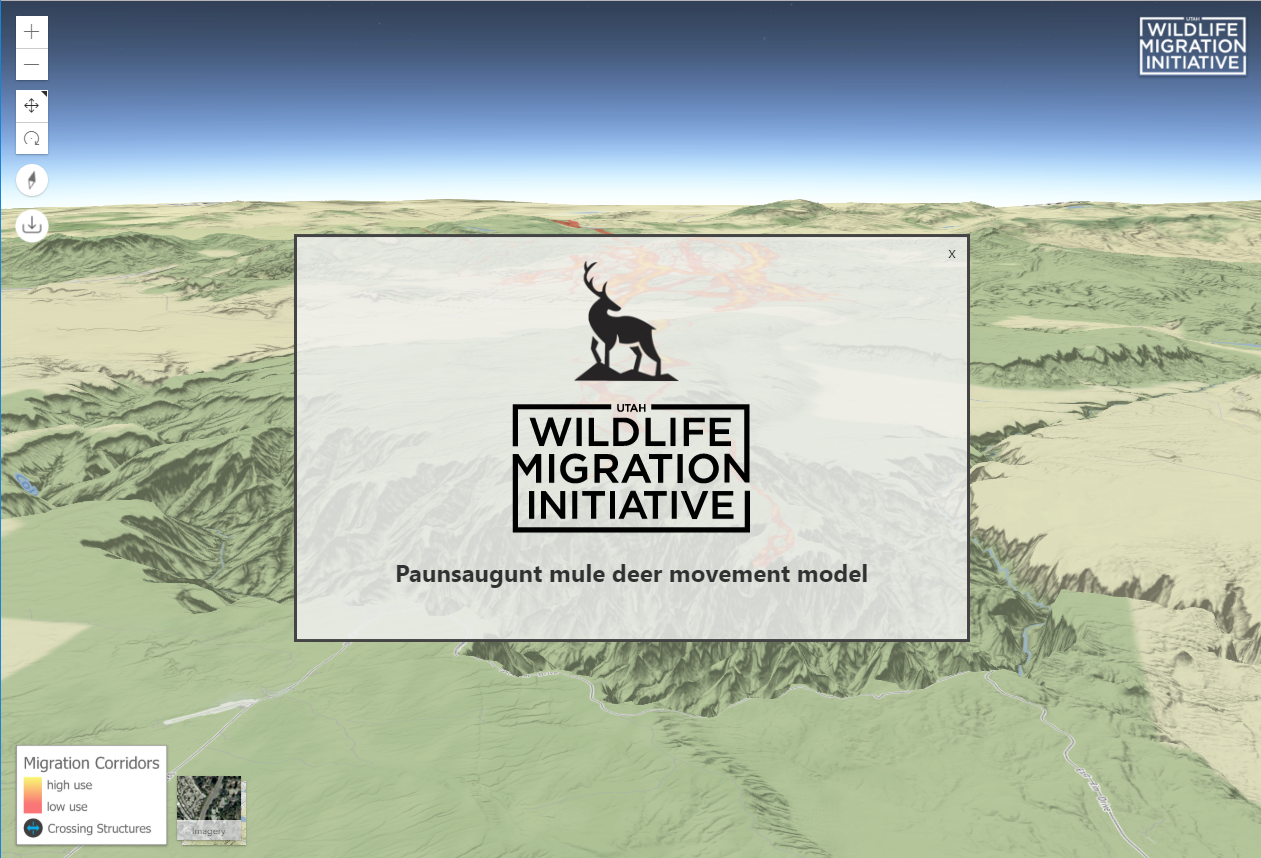 UTAH
WILDLIFE
MIGRATION
INITIATIVE
X
UTAH
WILDLIFE
MIGRATION
INITIATIVE
Paunsaugunt mule deer movement model
Migration Corridors
high use
low use
Crossing Structures
Imagery